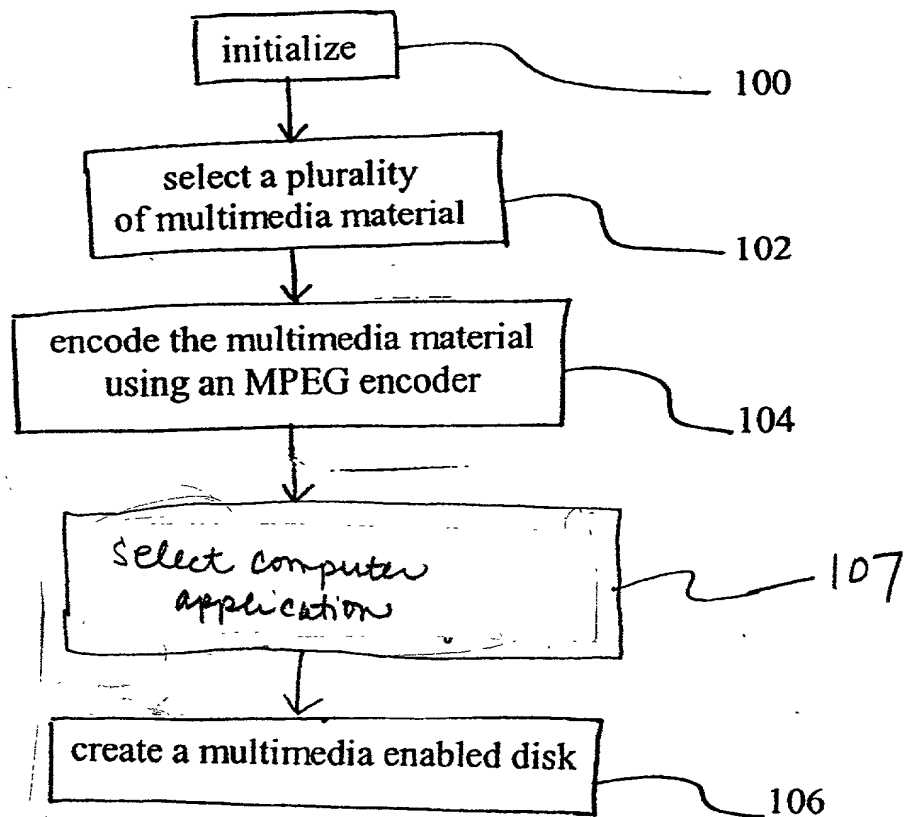 initialize
100
select a plurality
of multimedia material
102
encode the multimedia material
using an MPEG encoder
104
Select computer
application
107
create a multimedia enabled disk
106